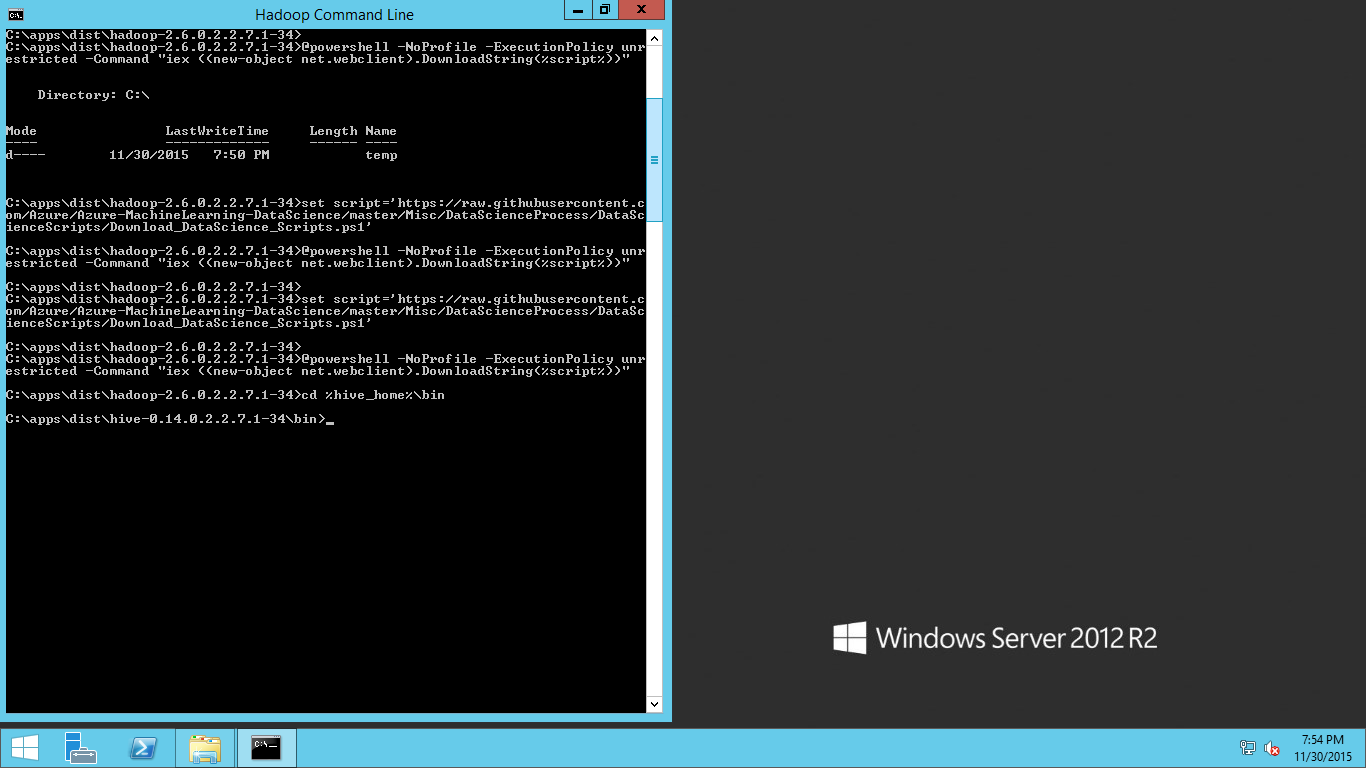 Hadoop Command Line
C:\apps\dist\hadoop-2.6.0.2.2.7.1-34>
C:\apps\dist\hadoop-2.6.0.2.2.7.1-34>@powershell -NoProfile -ExecutionPolicy unr
estricted -Command "iex ((new-object net.webclient).DownloadString(%script%))"
Directory: C:\
Mode LastWriteTime Length Name
---- ------------- ------ ----
d---- 11/30/2015 7:50 PM temp
C:\apps\dist\hadoop-2.6.0.2.2.7.1-34>set script='https://raw.githubusercontent.c
om/Azure/Azure-MachineLearning-DataScience/master/Misc/DataScienceProcess/DataSc
ienceScripts/Download_DataScience_Scripts.ps1'
C:\apps\dist\hadoop-2.6.0.2.2.7.1-34>@powershell -NoProfile -ExecutionPolicy unr
estricted -Command "iex ((new-object net.webclient).DownloadString(%script%))"
C:\apps\dist\hadoop-2.6.0.2.2.7.1-34>
C:\apps\dist\hadoop-2.6.0.2.2.7.1-34>set script='https://raw.githubusercontent.c
om/Azure/Azure-MachineLearning-DataScience/master/Misc/DataScienceProcess/DataSc
ienceScripts/Download_DataScience_Scripts.ps1'
C:\apps\dist\hadoop-2.6.0.2.2.7.1-34>
C:\apps\dist\hadoop-2.6.0.2.2.7.1-34>@powershell -NoProfile -ExecutionPolicy unr
estricted -Command "iex ((new-object net.webclient).DownloadString(%script%))"
C:\apps\dist\hadoop-2.6.0.2.2.7.1-34>cd %hive_home%\bin
C:\apps\dist\hive-0.14.0.2.2.7.1-34\bin>_
Windows Server 2012 R2
7:54 PM
11/30/2015